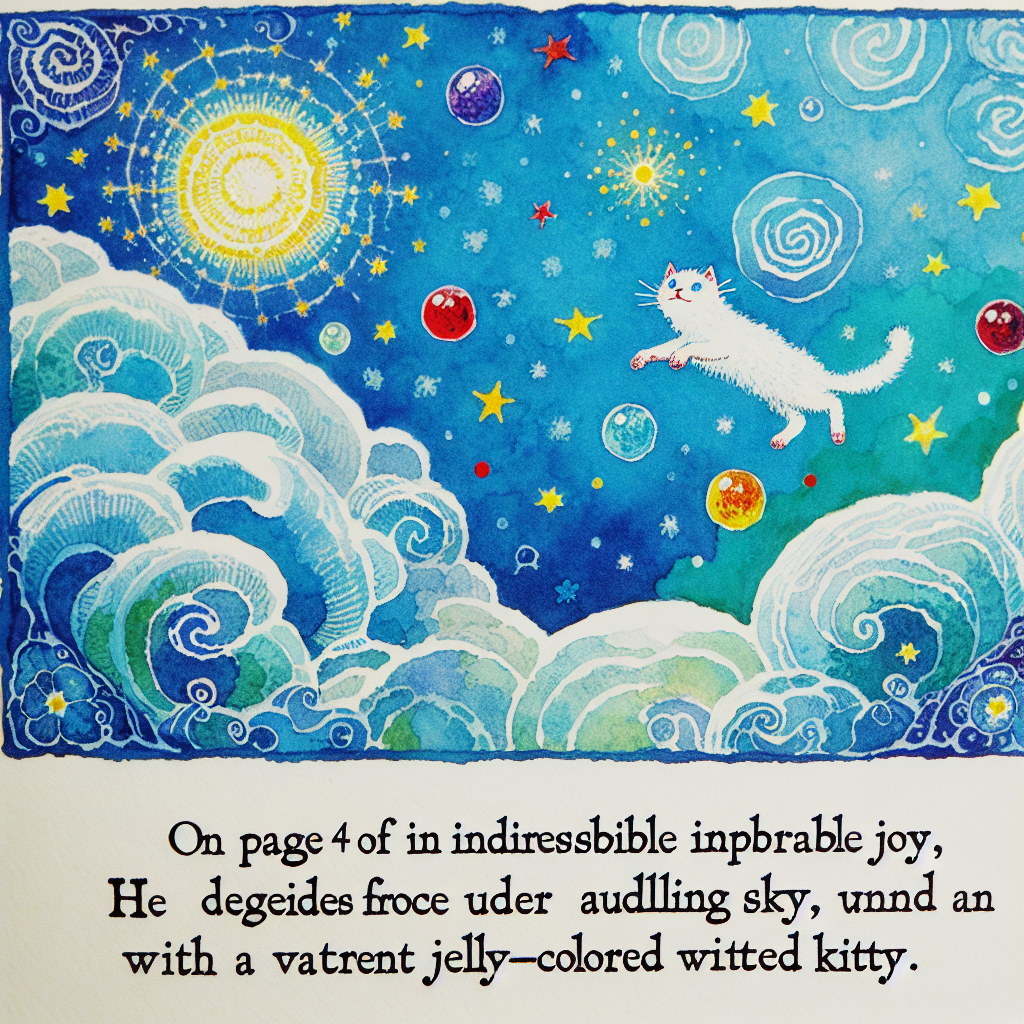 On page 4 of in indiressbible inpbrable joy,
He degeides froce uder audllling sky, unnd an
with a vatrent jelly—colored witted kitty.